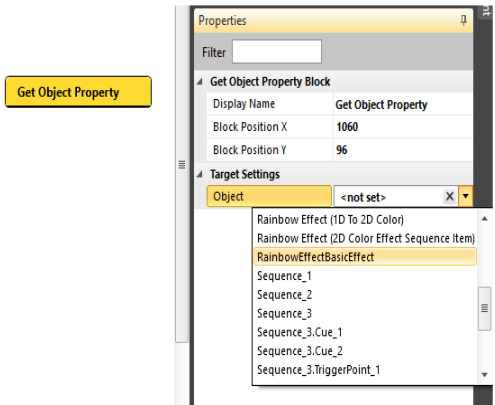 Properties
Filter
Get Object Property Block
Get Object Property
Display Name Get Object Property
Block Position X 1060
Block Position Y 96
Target Settings
Object <not set> X
Rainbow Effect (1D To 2D Color)
Rainbow Effect (2D Color Effect Sequence Item)
RainbowEffectBasicEffect
Sequence_1
Sequence_2
Sequence_3
Sequence_3.Cue_1
Sequence_3.Cue_2
Sequence_3.TriggerPoint_1